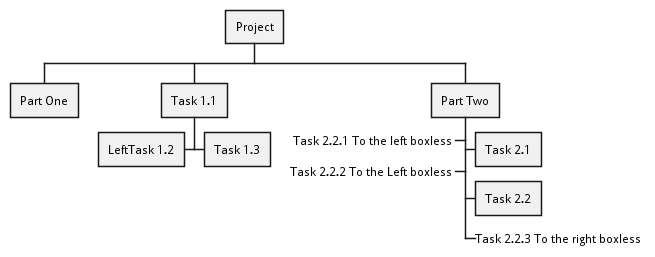 Project
Part One
Task 1.1
Part Two
LeftTask 1.2
Task 1.3
Task 2.2.1 To the left boxless
Task 2.1
Task 2.2.2 To the Left boxless
Task 2.2
Task 2.2.3 To the right boxless